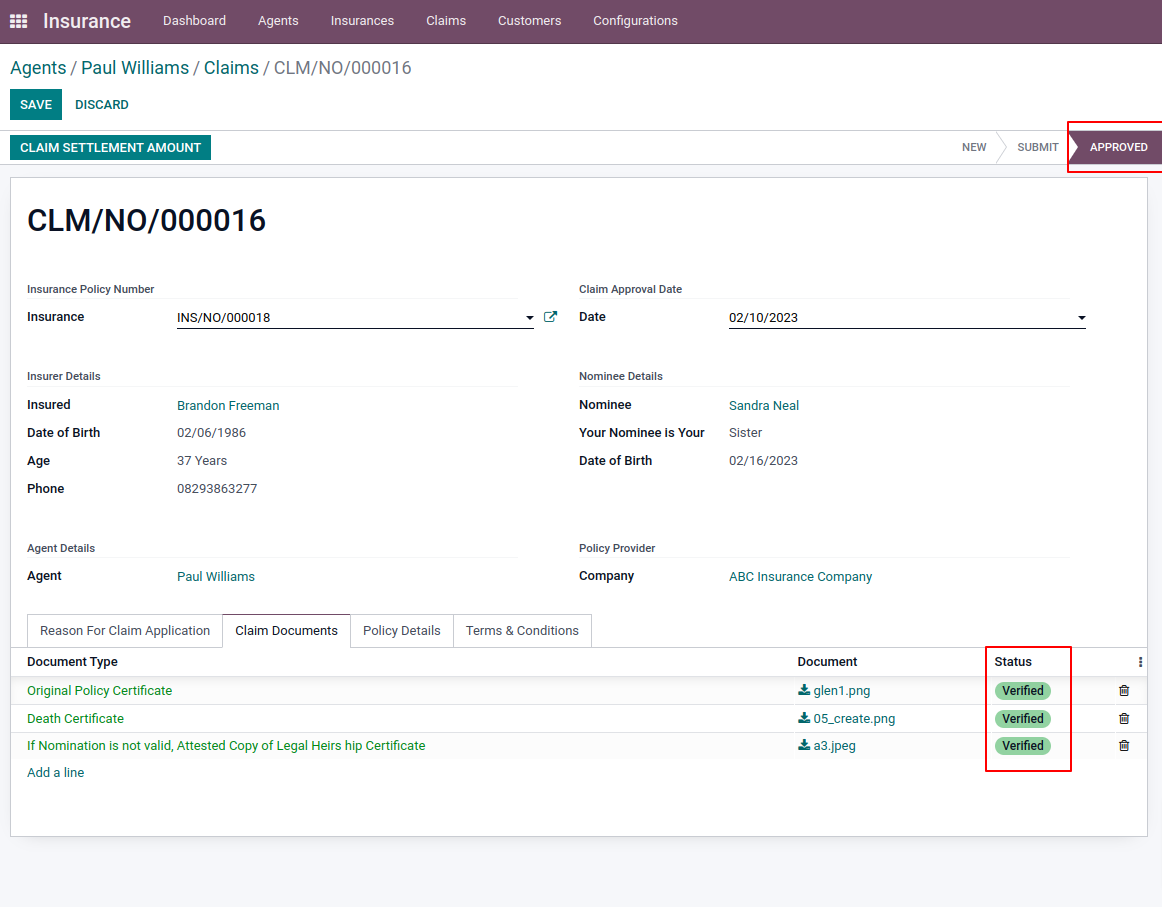 Insurance Dashboard Agents Insurances Claims Customers Configurations
Agents / Paul Williams / Claims / CLM/NO/000016
SAVE DISCARD
CLAIM SETTLEMENT AMOUNT NEW SUBMIT APPROVED
CLM/NO/000016
Insurance Policy Number Claim Approval Date
Insurance INS/NO/000018 Date 02/10/2023
Insurer Details Nominee Details
Insured Brandon Freeman Nominee Sandra Neal
Date of Birth 02/06/1986 Your Nominee is Your Sister
Age 37 Years Date of Birth 02/16/2023
Phone 08293863277
Agent Details Policy Provider
Agent Paul Williams Company ABC Insurance Company
Reason For Claim Application Claim Documents Policy Details Terms & Conditions
Document Type Document Status
Original Policy Certificate glen1.png Verified
Death Certificate 05_create.png Verified
If Nomination is not valid, Attested Copy of Legal Heirs hip Certificate a3.jpeg Verified
Add a line